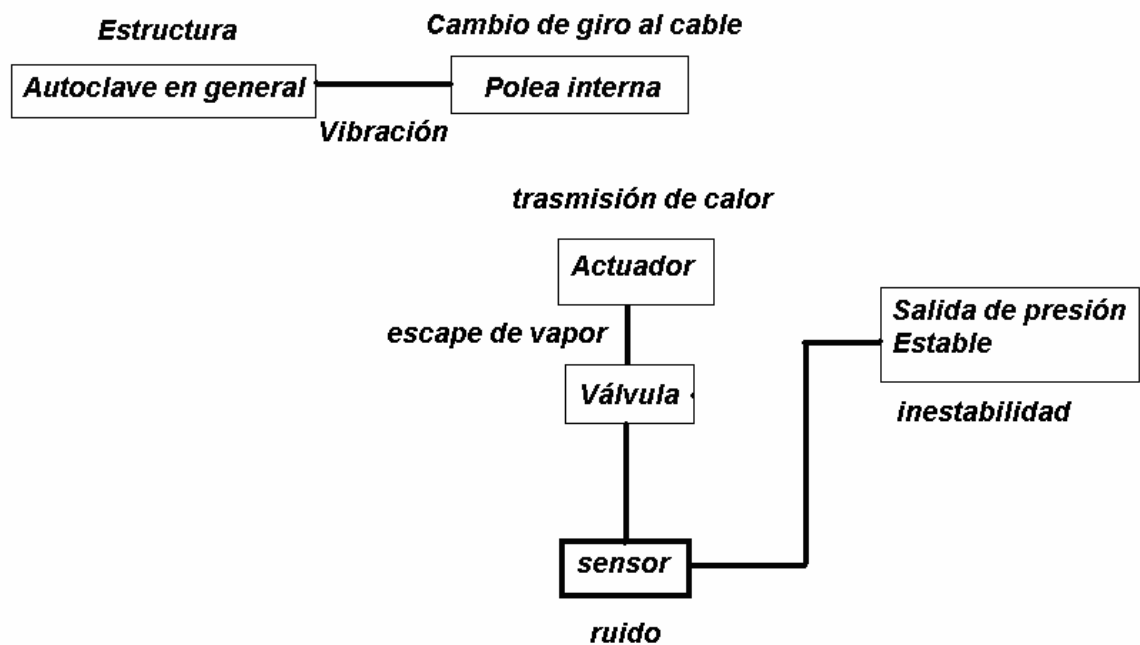 Estructura
Cambio de giro al cable
Autoclave en general
Polea interna
Vibración
trasmisión de calor
Actuador
escape de vapor
Salida de presión
Estable
Válvula
inestabilidad
sensor
ruido